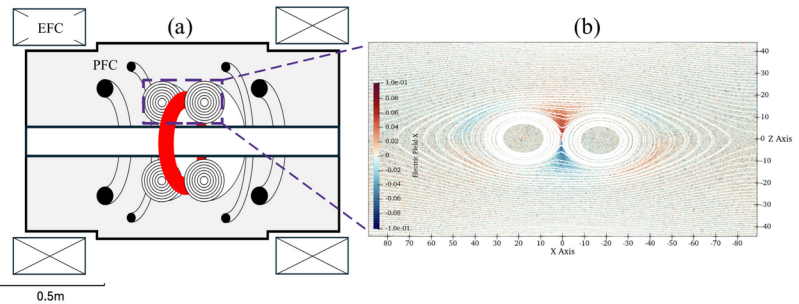 (a)
(b)
EFC
PFC
0.5m
1.0e-01
0.08
0.06
0.04
0.02
0
-0.02
-0.04
-0.06
-0.08
-1.0e-01
Electric Field X
40
30
20
10
0
-10
-20
-30
-40
Z Axis
80 70 60 50 40 30 20 10 0 -10 -20 -30 -40 -50 -60 -70 -80
X Axis